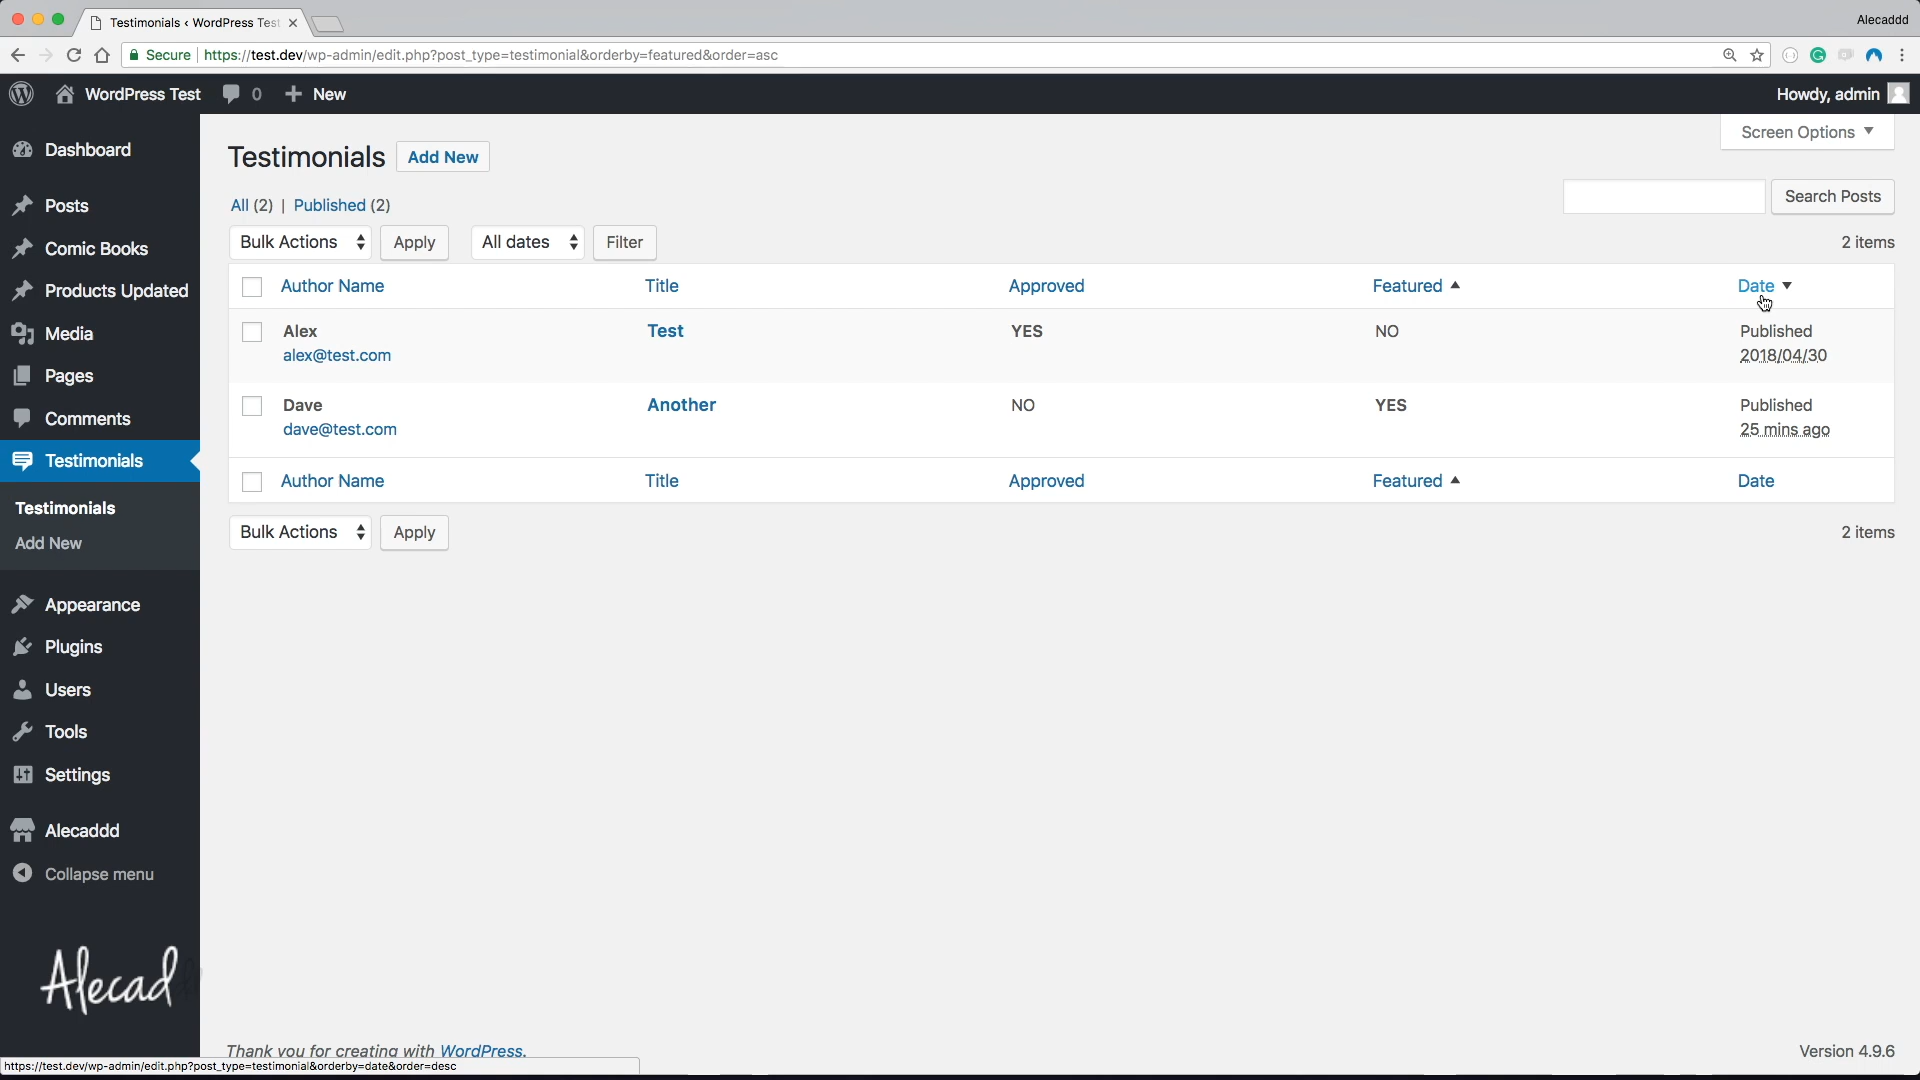 Testimonials ‹ WordPress Tes
Alecaddd
Secure https://test.dev/wp-admin/edit.php?post_type=testimonial&orderby=featured&order=asc
WordPress Test 0 New Howdy, admin
Screen Options
Dashboard
Posts
Comic Books
Products Updated
Media
Pages
Comments
Testimonials
Testimonials
Add New
Appearance
Plugins
Users
Tools
Settings
Alecaddd
Collapse menu
Alecad
Testimonials Add New
All (2) | Published (2)
Search Posts
Bulk Actions Apply All dates Filter 2 items
Author Name Title Approved Featured Date
Alex Test YES NO Published
alex@test.com 2018/04/30
Dave Another NO YES Published
dave@test.com 25 mins ago
Author Name Title Approved Featured Date
Bulk Actions Apply 2 items
Thank you for creating with WordPress. Version 4.9.6
https://test.dev/wp-admin/edit.php?post_type=testimonial&orderby=date&order=desc